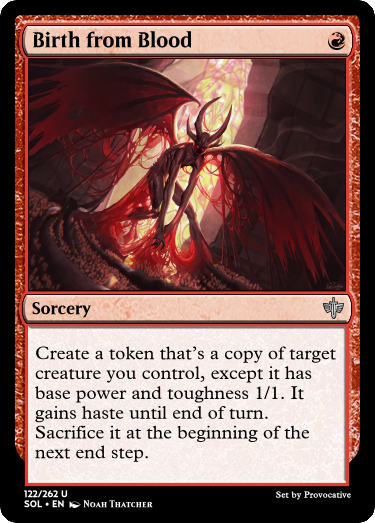 Birth from Blood
Sorcery
Create a token that's a copy of target
creature you control, except it has
base power and toughness 1/1. It
gains haste until end of turn.
Sacrifice it at the beginning of the
next end step.
122/262 U
SOL • EN Noah Thatcher
Set by Provocative